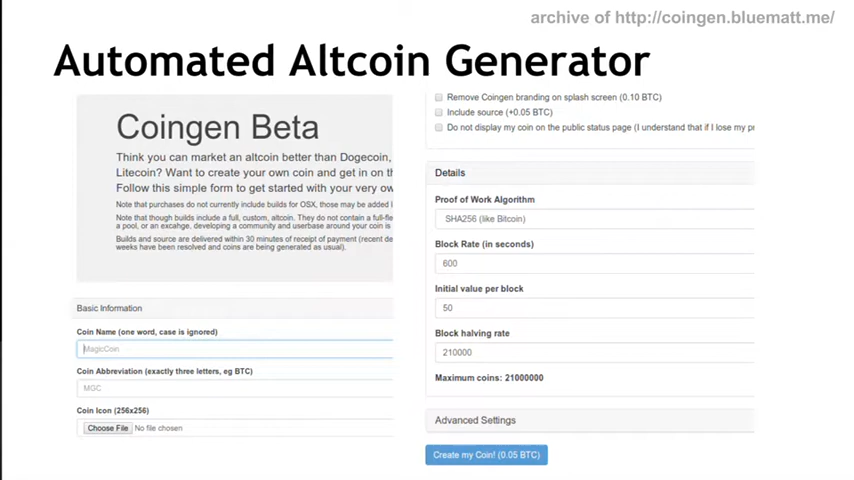 archive of http://coingen.bluematt.me/
Automated Altcoin Generator
Coingen Beta
Think you can market an altcoin better than Dogecoin,
Litecoin? Want to create your own coin and get in on th
Follow this simple form to get started with your very ow
Note that purchases do not currently include builds for OSX, those may be added l
Note that though builds include a full, custom, altcoin. They do not contain a full-fle
a pool, or an excahge, developing a community and userbase around your coin is
Builds and source are delivered within 30 minutes of receipt of payment (recent de
weeks have been resolved and coins are being generated as usual).
Basic Information
Coin Name (one word, case is ignored)
MagicCoin
Coin Abbreviation (exactly three letters, eg BTC)
MGC
Coin Icon (256x256)
Choose File No file chosen
Remove Coingen branding on splash screen (0.10 BTC)
Include source (+0.05 BTC)
Do not display my coin on the public status page (I understand that if I lose my pr
Details
Proof of Work Algorithm
SHA256 (like Bitcoin)
Block Rate (in seconds)
600
Initial value per block
50
Block halving rate
210000
Maximum coins: 21000000
Advanced Settings
Create my Coin! (0.05 BTC)